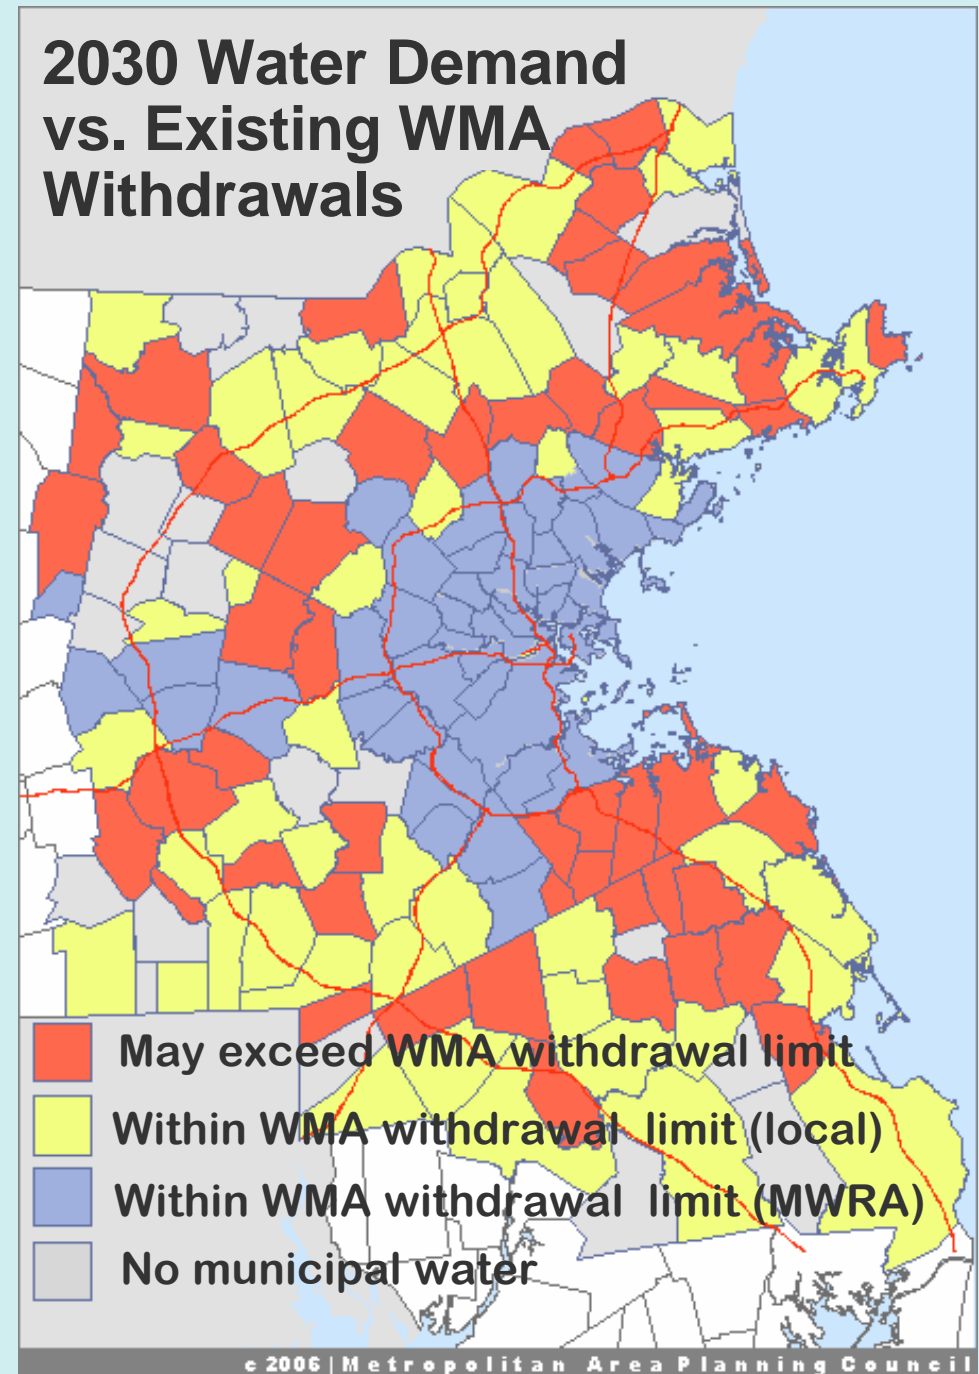 2030 Water Demand
vs. Existing WMA
Withdrawals
May exceed WMA withdrawal limit
Within WMA withdrawal limit (local)
Within WMA withdrawal limit (MWRA)
No municipal water
c 2006 | Metropolitan Area Planning Council